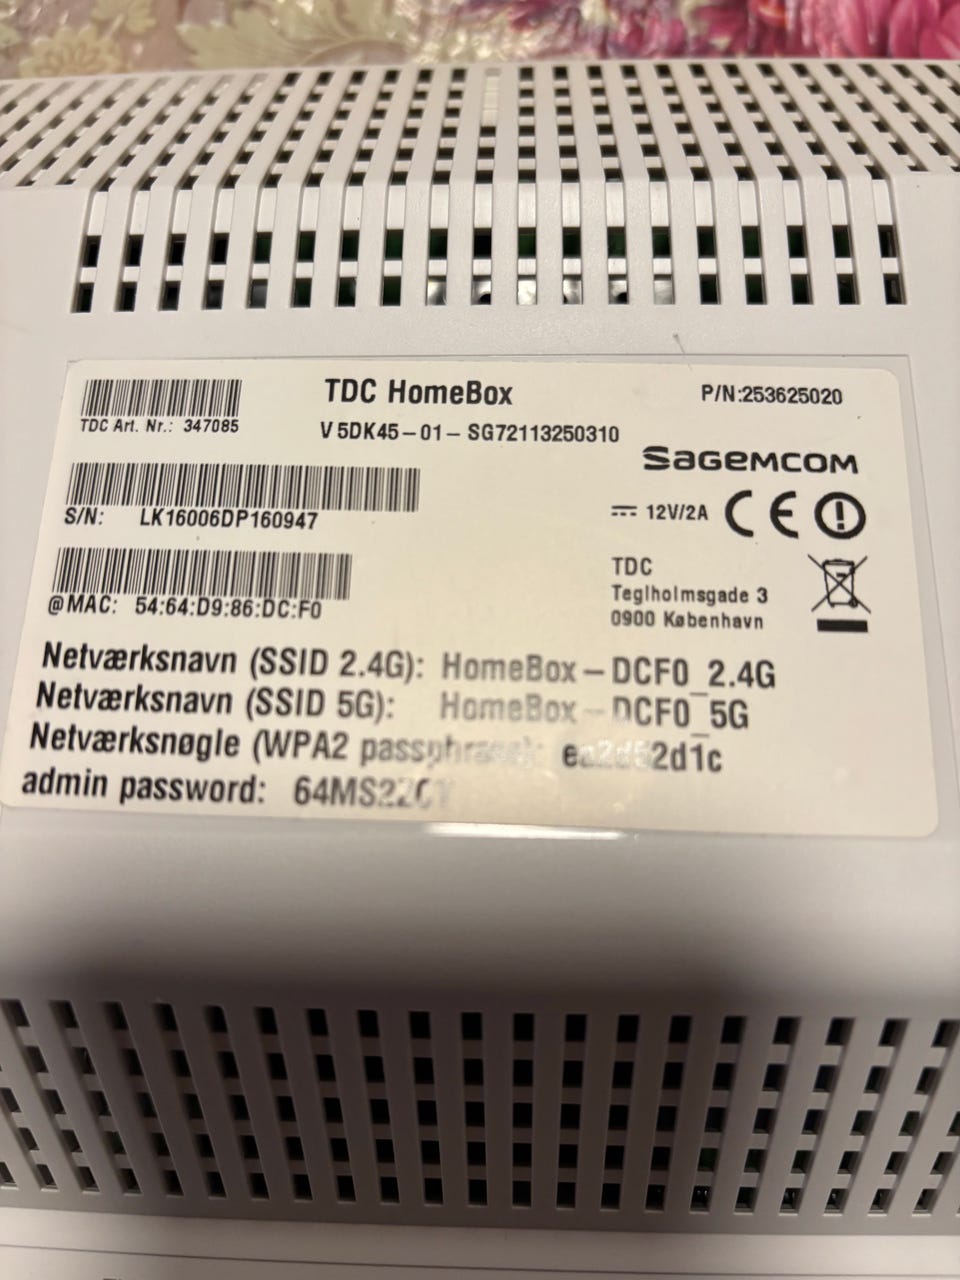 TDC HomeBox
P/N:253625020
TDC Art. Nr.: 347085
V 5DK45-01- SG72113250310
SAGEMCOM
S/N: LK16006DP160947
12V/2A CE
@MAC: 54:64:D9:86:DC:F0
TDC
Teglholmsgade 3
0900 København
Netværksnavn (SSID 2.4G): HomeBox-DCF0_2.4G
Netværksnavn (SSID 5G): HomeBox-DCF0_5G
Netværksnøgle (WPA2 passphrase):
admin password: